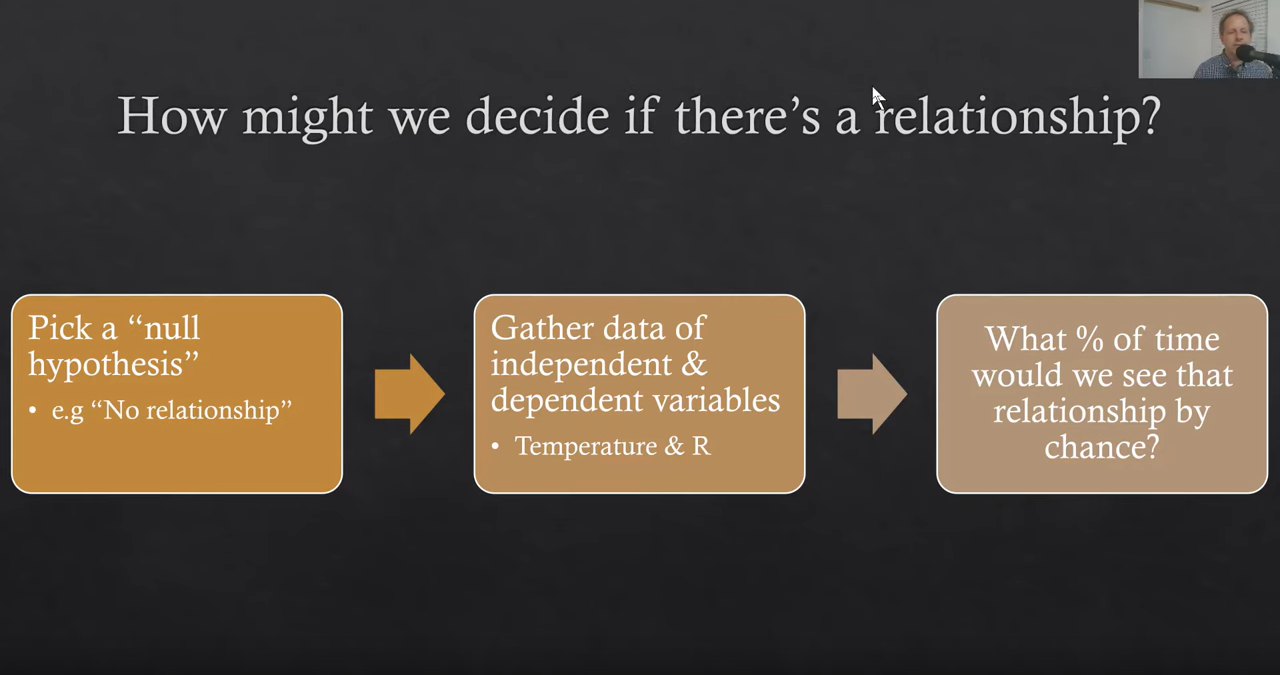 How might we decide if there’s a relationship?
Pick a “null
hypothesis”
• e.g “No relationship”
Gather data of
independent &
dependent variables
• Temperature & R
What % of time
would we see that
relationship by
chance?